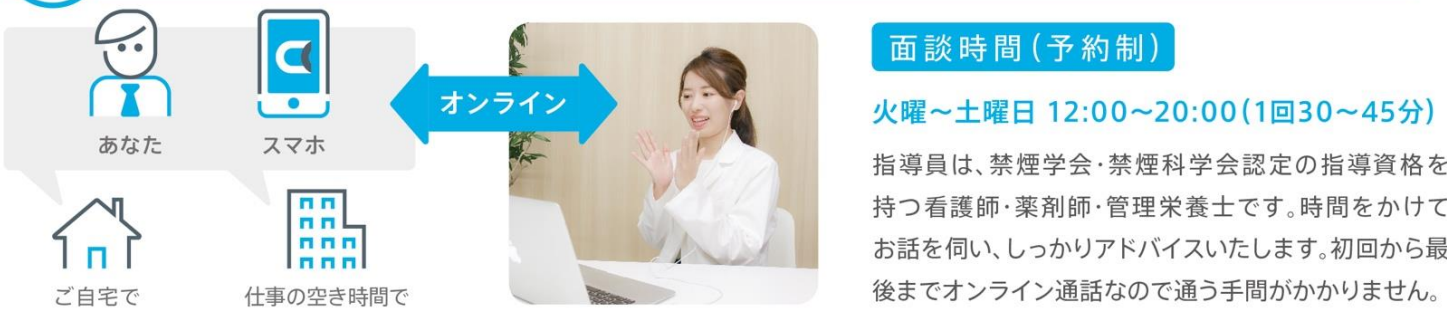 あなた
スマホ
オンライン
ご自宅で
仕事の空き時間で
面談時間（予約制）
火曜～土曜日 12:00～20:00（1回30～45分）
指導員は、禁煙学会・禁煙科学会認定の指導資格を
持つ看護師・薬剤師・管理栄養士です。時間をかけて
お話を伺い、しっかりアドバイスいたします。初回から最
後までオンライン通話なので通う手間がかかりません。